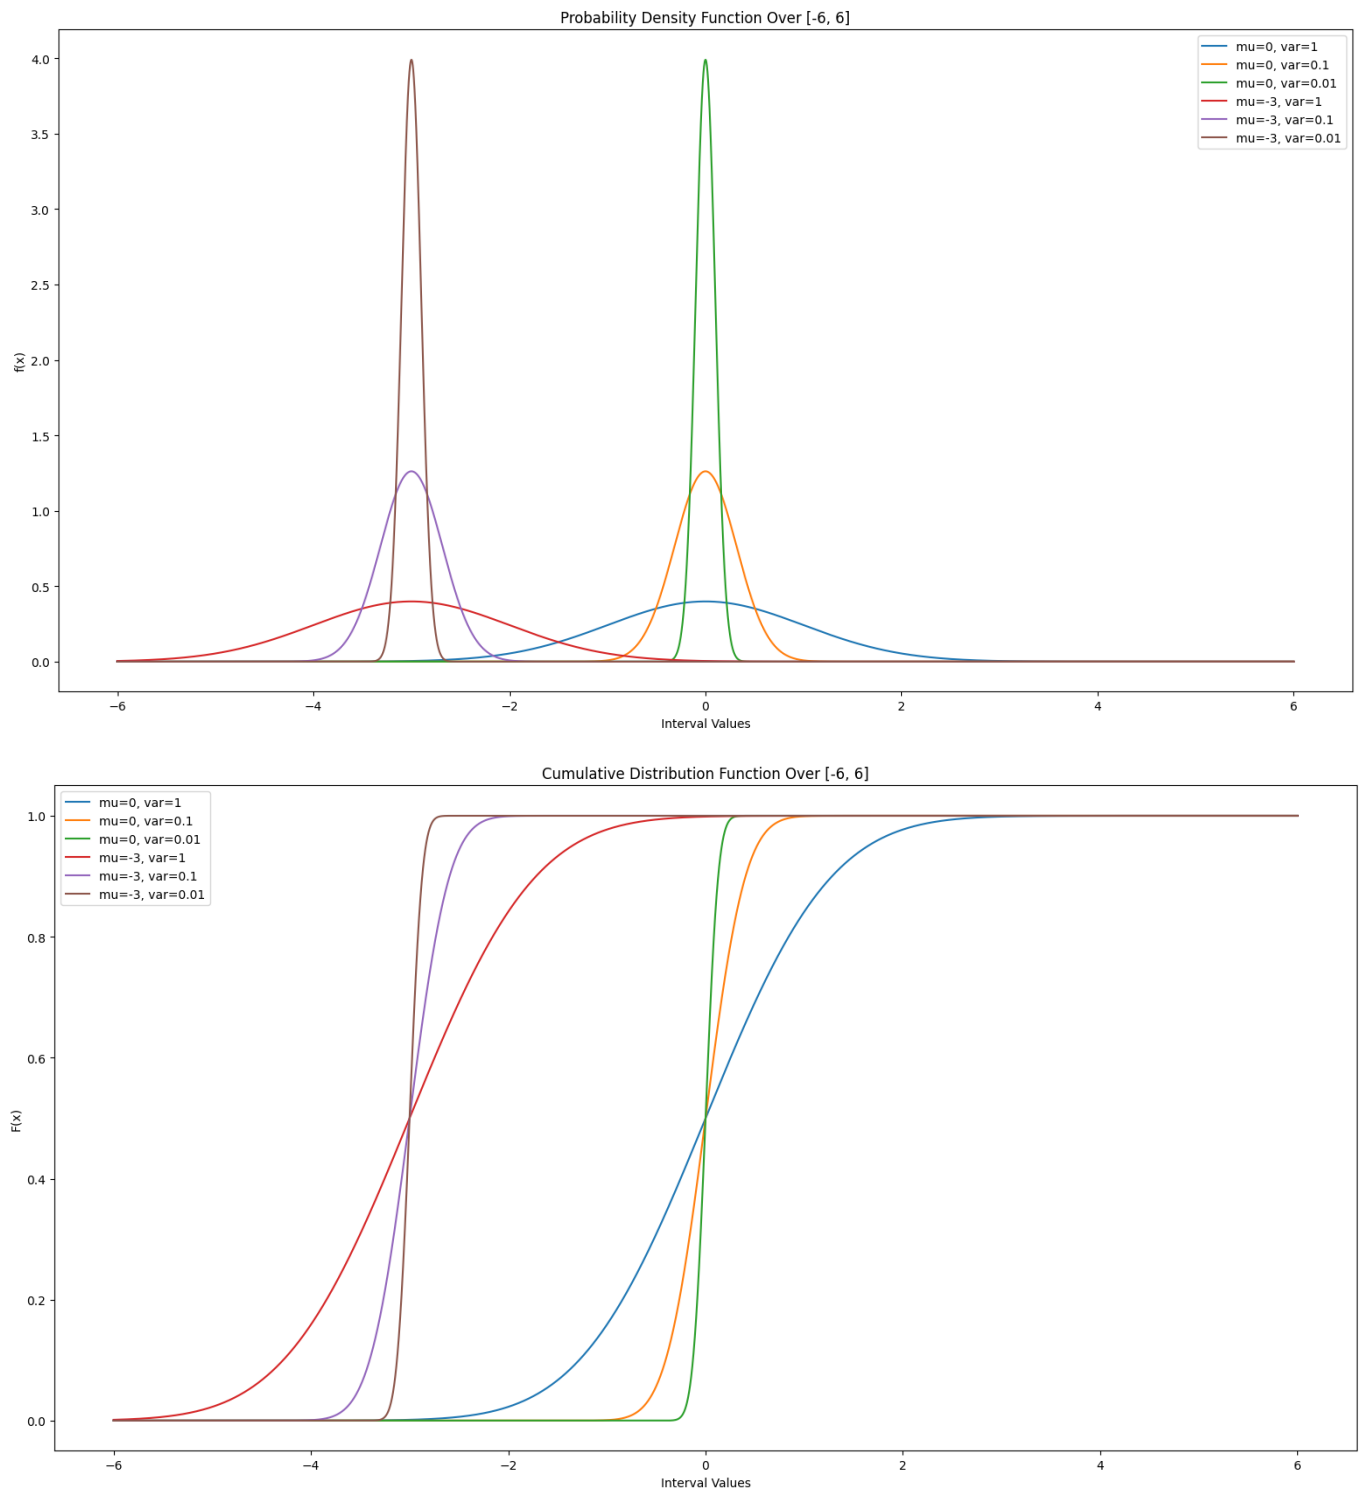 Probability Density Function Over [-6, 6]
mu=0, var=1
mu=0, var=0.1
mu=0, var=0.01
mu=-3, var=1
mu=-3, var=0.1
mu=-3, var=0.01
4.0
3.5
3.0
2.5
2.0
1.5
1.0
0.5
0.0
f(x)
−6 −4 −2 0 2 4 6
Interval Values
Cumulative Distribution Function Over [-6, 6]
mu=0, var=1
mu=0, var=0.1
mu=0, var=0.01
mu=-3, var=1
mu=-3, var=0.1
mu=-3, var=0.01
1.0
0.8
0.6
0.4
0.2
0.0
F(x)
−6 −4 −2 0 2 4 6
Interval Values